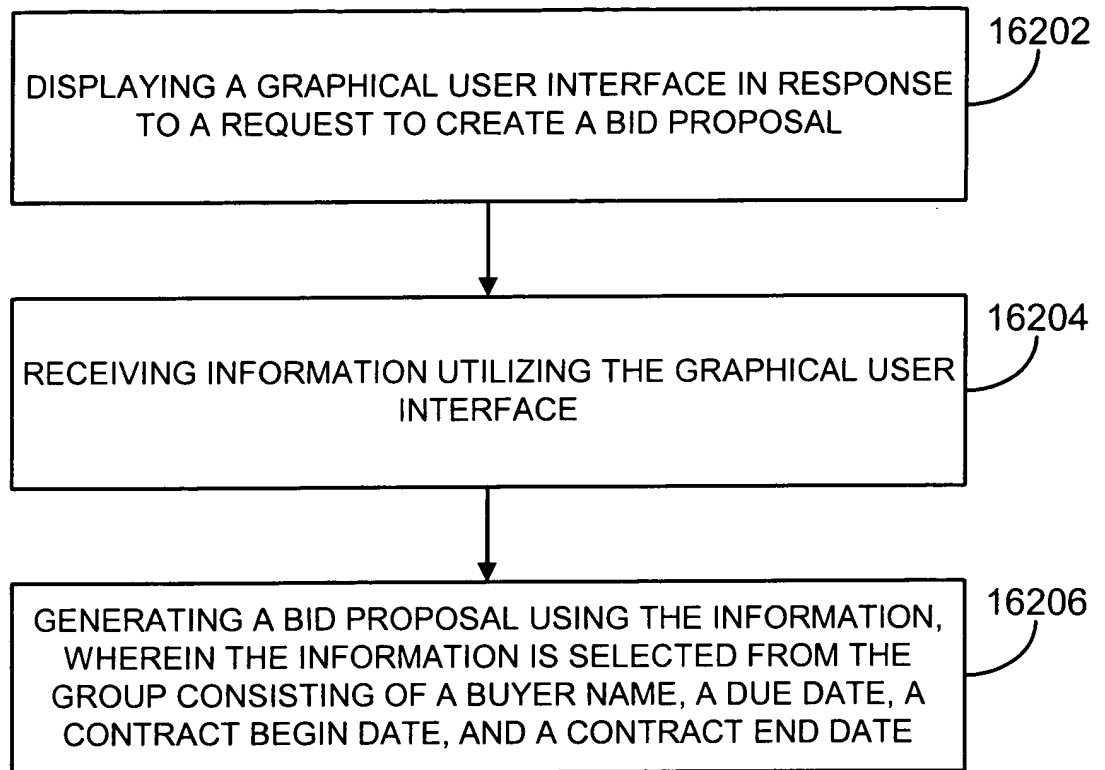 16202
DISPLAYING A GRAPHICAL USER INTERFACE IN RESPONSE
TO A REQUEST TO CREATE A BID PROPOSAL
16204
RECEIVING INFORMATION UTILIZING THE GRAPHICAL USER
INTERFACE
16206
GENERATING A BID PROPOSAL USING THE INFORMATION,
WHEREIN THE INFORMATION IS SELECTED FROM THE
GROUP CONSISTING OF A BUYER NAME, A DUE DATE, A
CONTRACT BEGIN DATE, AND A CONTRACT END DATE